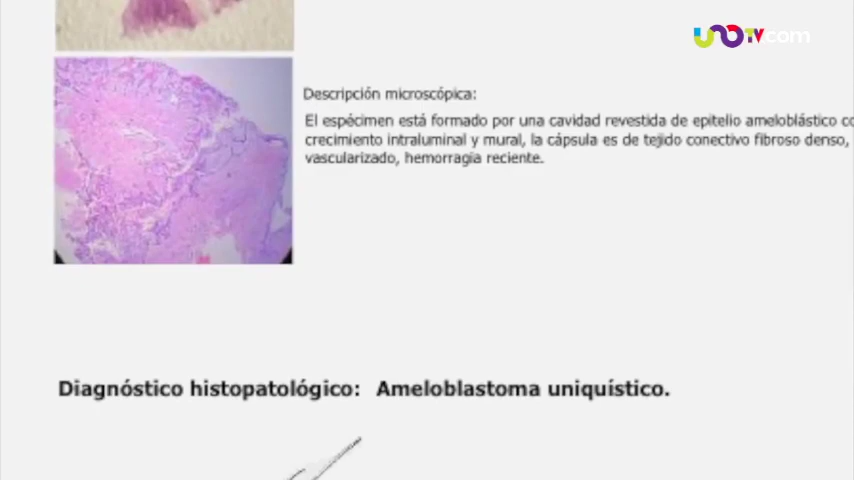 unoTV.com
Descripción microscópica:
El espécimen está formado por una cavidad revestida de epitelio ameloblástico
crecimiento intraluminal y mural, la cápsula es de tejido conectivo fibroso denso,
vascularizado, hemorragia reciente.
Diagnóstico histopatológico: Ameloblastoma uniquístico.